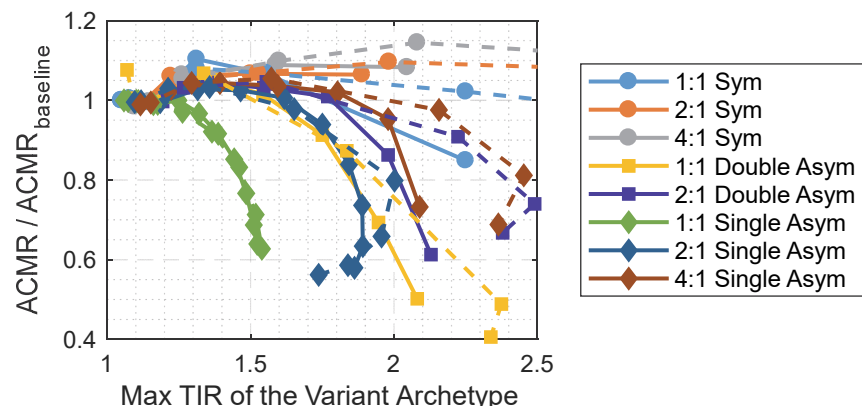 1.2
1
0.8
0.6
0.4
1
1.5
2
2.5
ACMR / ACMR baseline
Max TIR of the Variant Archetype
1:1 Sym
2:1 Sym
4:1 Sym
1:1 Double Asym
2:1 Double Asym
1:1 Single Asym
2:1 Single Asym
4:1 Single Asym